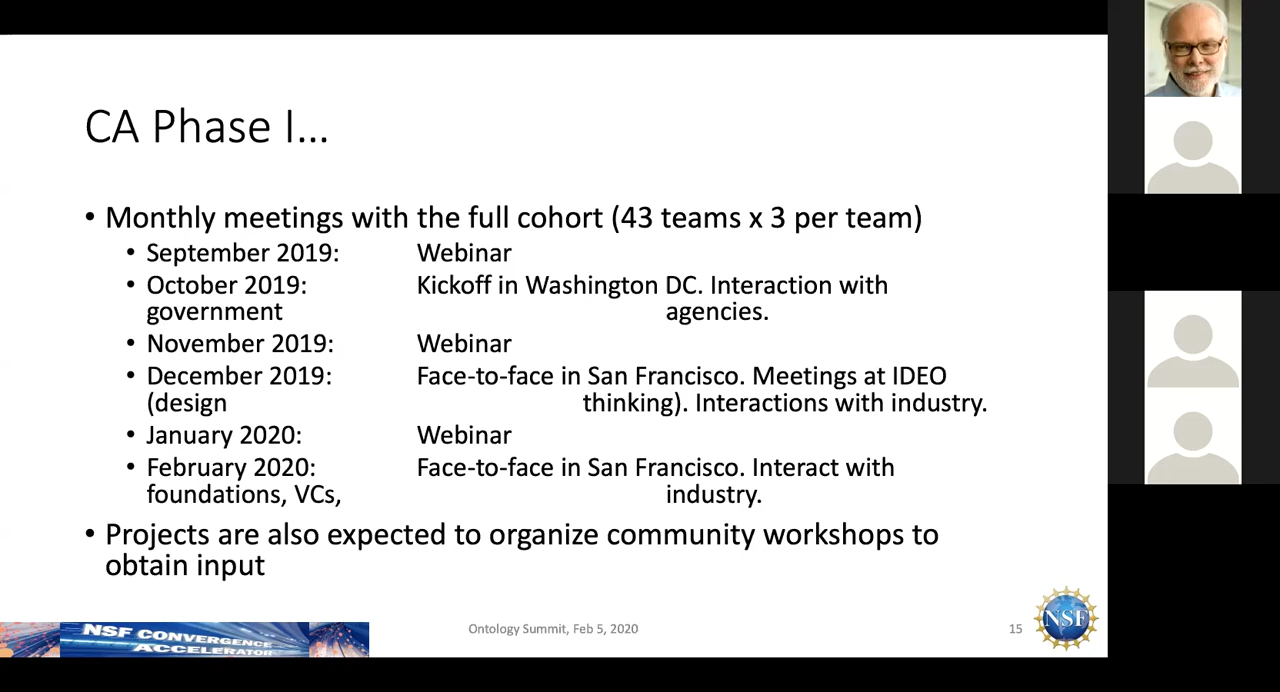 CA Phase I...
• Monthly meetings with the full cohort (43 teams x 3 per team)
• September 2019: Webinar
• October 2019: Kickoff in Washington DC. Interaction with
government agencies.
• November 2019: Webinar
• December 2019: Face-to-face in San Francisco. Meetings at IDEO
(design thinking). Interactions with industry.
• January 2020: Webinar
• February 2020: Face-to-face in San Francisco. Interact with
foundations, VCs, industry.
• Projects are also expected to organize community workshops to
obtain input
NSF CONVERGENCE
ACCELERATOR
Ontology Summit, Feb 5, 2020
15
NSF